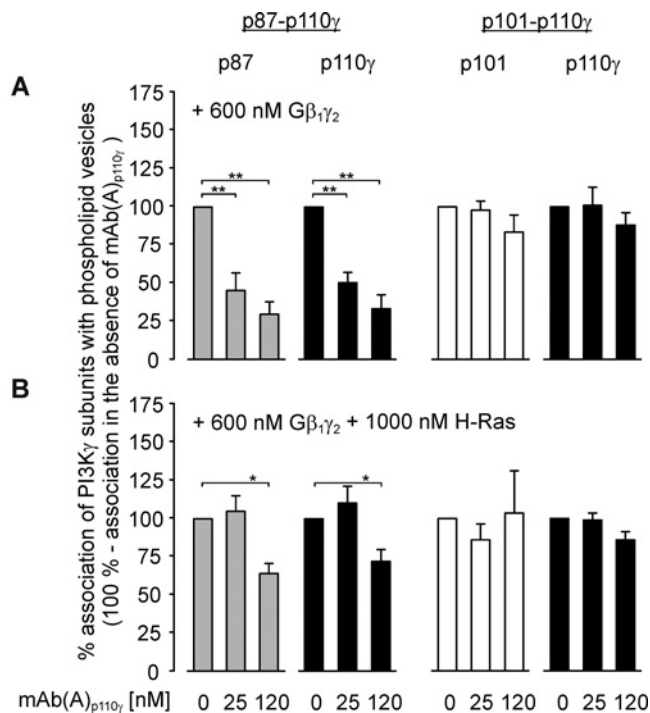 p87-p110γ p101-p110γ
p87 p110γ p101 p110γ
A
% association of PI3Kγ subunits with phospholipid vesicles
(100 % - association in the absence of mAb(A)p110γ)
175
150
125
100
75
50
25
0
+ 600 nM Gβ1γ2
** ** ** **
B
175
150
125
100
75
50
25
0
+ 600 nM Gβ1γ2 + 1000 nM H-Ras
* *
mAb(A)p110γ [nM] 0 25 120 0 25 120 0 25 120 0 25 120